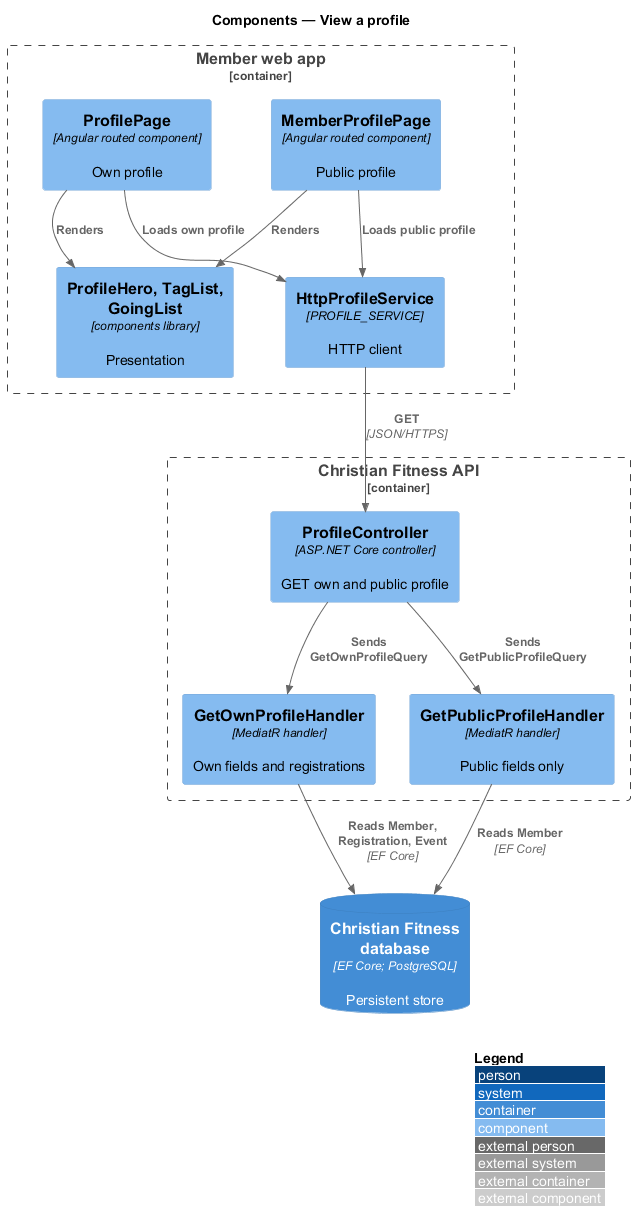 Components — View a profile
Member web app
[container]
ProfilePage
[Angular routed component]
Own profile
MemberProfilePage
[Angular routed component]
Public profile
Renders
Loads own profile
Renders
Loads public profile
ProfileHero, TagList,
GoingList
[components library]
Presentation
HttpProfileService
[PROFILE_SERVICE]
HTTP client
GET
[JSON/HTTPS]
Christian Fitness API
[container]
ProfileController
[ASP.NET Core controller]
GET own and public profile
Sends
GetOwnProfileQuery
Sends
GetPublicProfileQuery
GetOwnProfileHandler
[MediatR handler]
Own fields and registrations
GetPublicProfileHandler
[MediatR handler]
Public fields only
Reads Member,
Registration, Event
[EF Core]
Reads Member
[EF Core]
Christian Fitness
database
[EF Core; PostgreSQL]
Persistent store
Legend
person
system
container
component
external person
external system
external container
external component